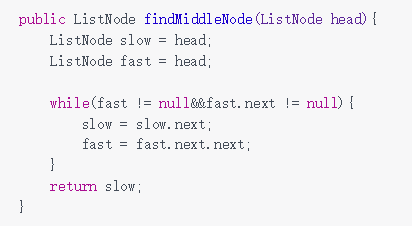 public ListNode findMiddleNode(ListNode head){
    ListNode slow = head;
    ListNode fast = head;

    while(fast != null&&fast.next != null){
        slow = slow.next;
        fast = fast.next.next;
    }
    return slow;
}